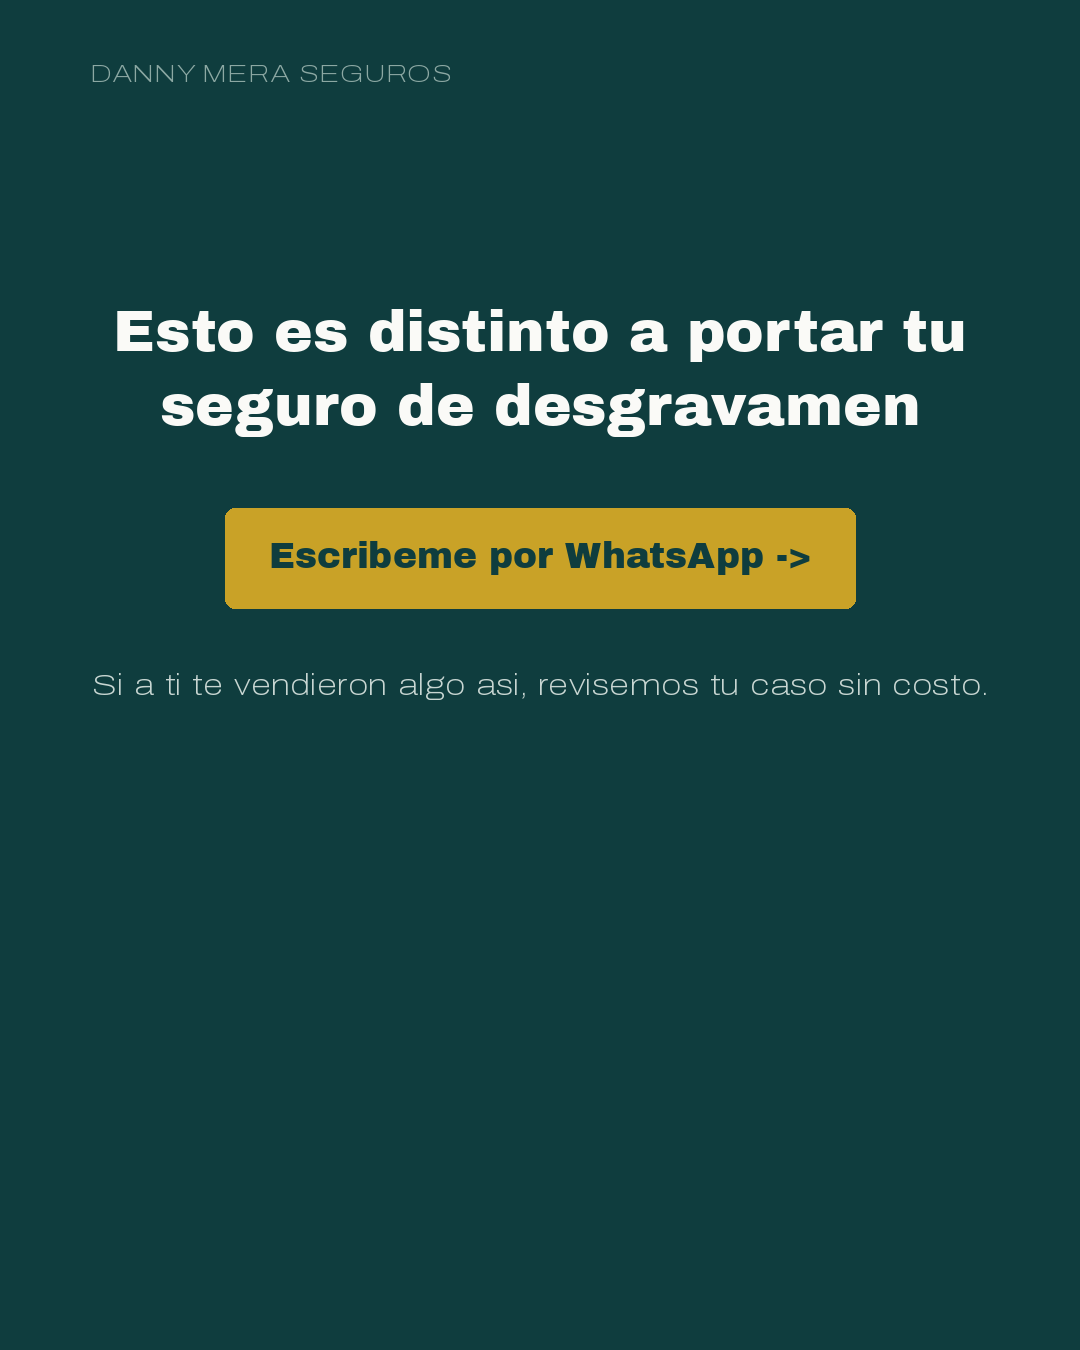 DANNY MERA SEGUROS
Esto es distinto a portar tu
seguro de desgravamen
Escribeme por WhatsApp ->
Si a ti te vendieron algo asi, revisemos tu caso sin costo.